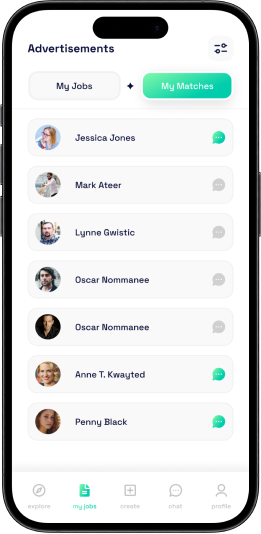 Advertisements
My Jobs
My Matches
Jessica Jones
Mark Ateer
Lynne Gwistic
Oscar Nommanee
Oscar Nommanee
Anne T. Kwayted
Penny Black
explore my jobs create chat profile